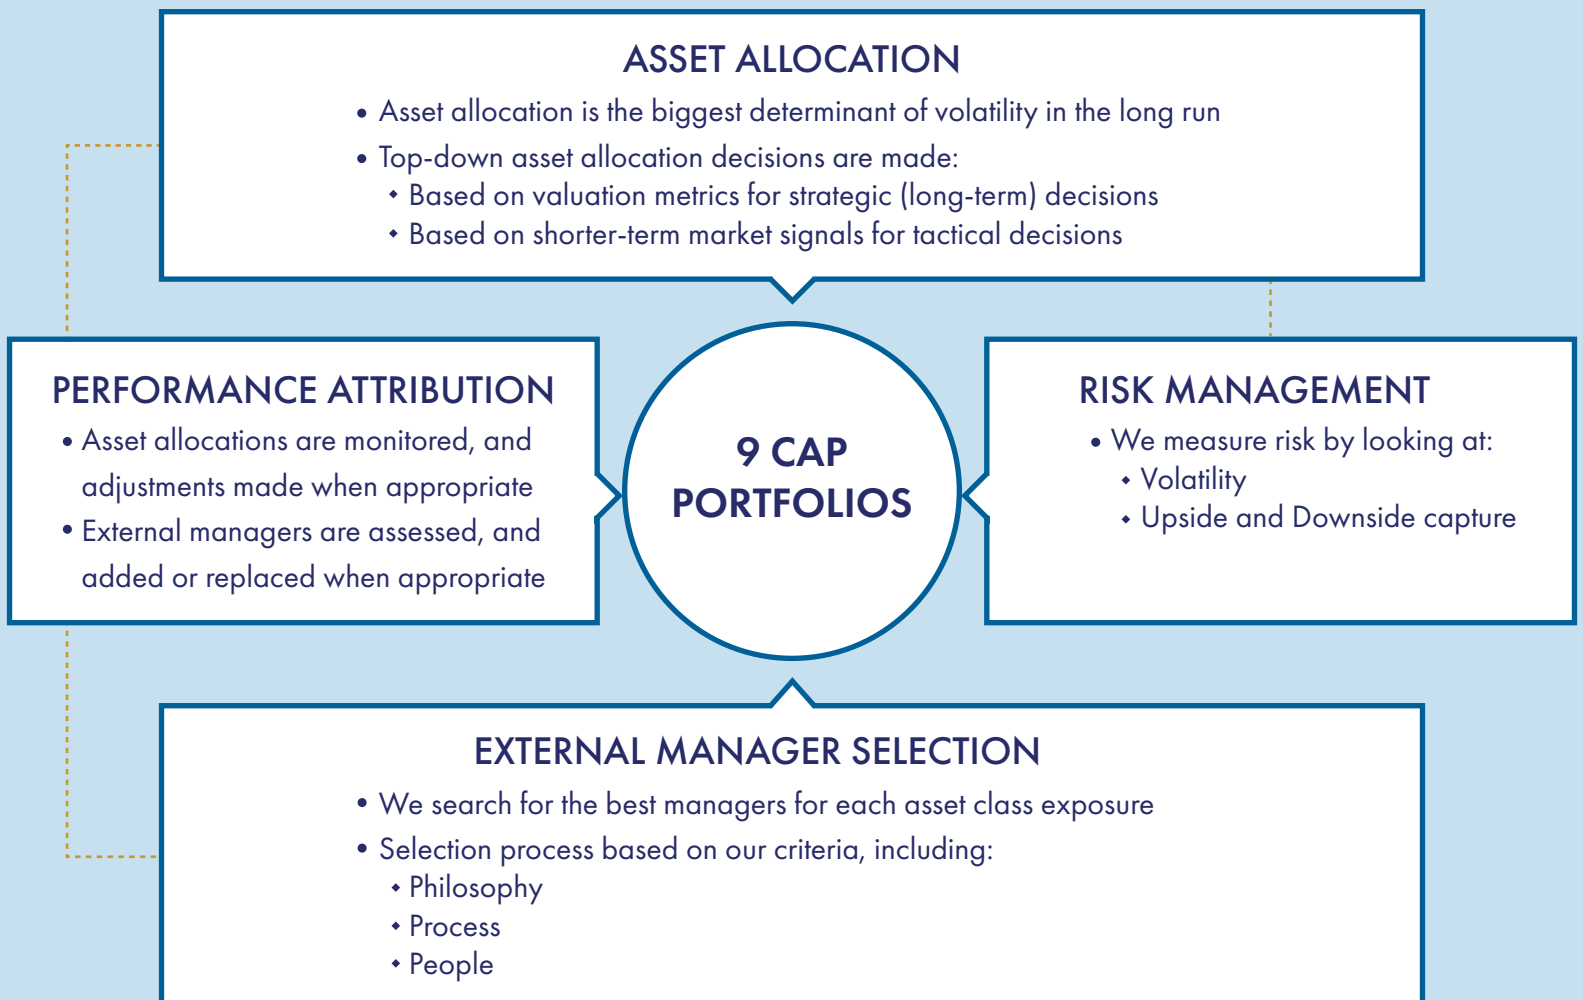 ASSET ALLOCATION
• Asset allocation is the biggest determinant of volatility in the long run
• Top-down asset allocation decisions are made:
◆ Based on valuation metrics for strategic (long-term) decisions
◆ Based on shorter-term market signals for tactical decisions
PERFORMANCE ATTRIBUTION
• Asset allocations are monitored, and
adjustments made when appropriate
• External managers are assessed, and
added or replaced when appropriate
9 CAP
PORTFOLIOS
RISK MANAGEMENT
• We measure risk by looking at:
◆ Volatility
◆ Upside and Downside capture
EXTERNAL MANAGER SELECTION
• We search for the best managers for each asset class exposure
• Selection process based on our criteria, including:
◆ Philosophy
◆ Process
◆ People